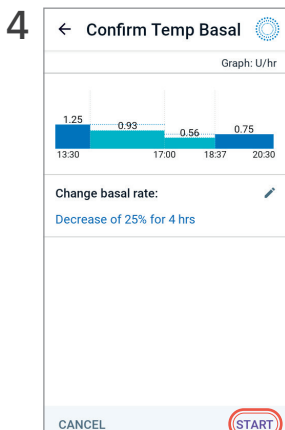 4
← Confirm Temp Basal
Graph: U/hr
1.25 0.93 0.56 0.75
13:30 17:00 18:37 20:30
Change basal rate:
Decrease of 25% for 4 hrs
CANCEL START